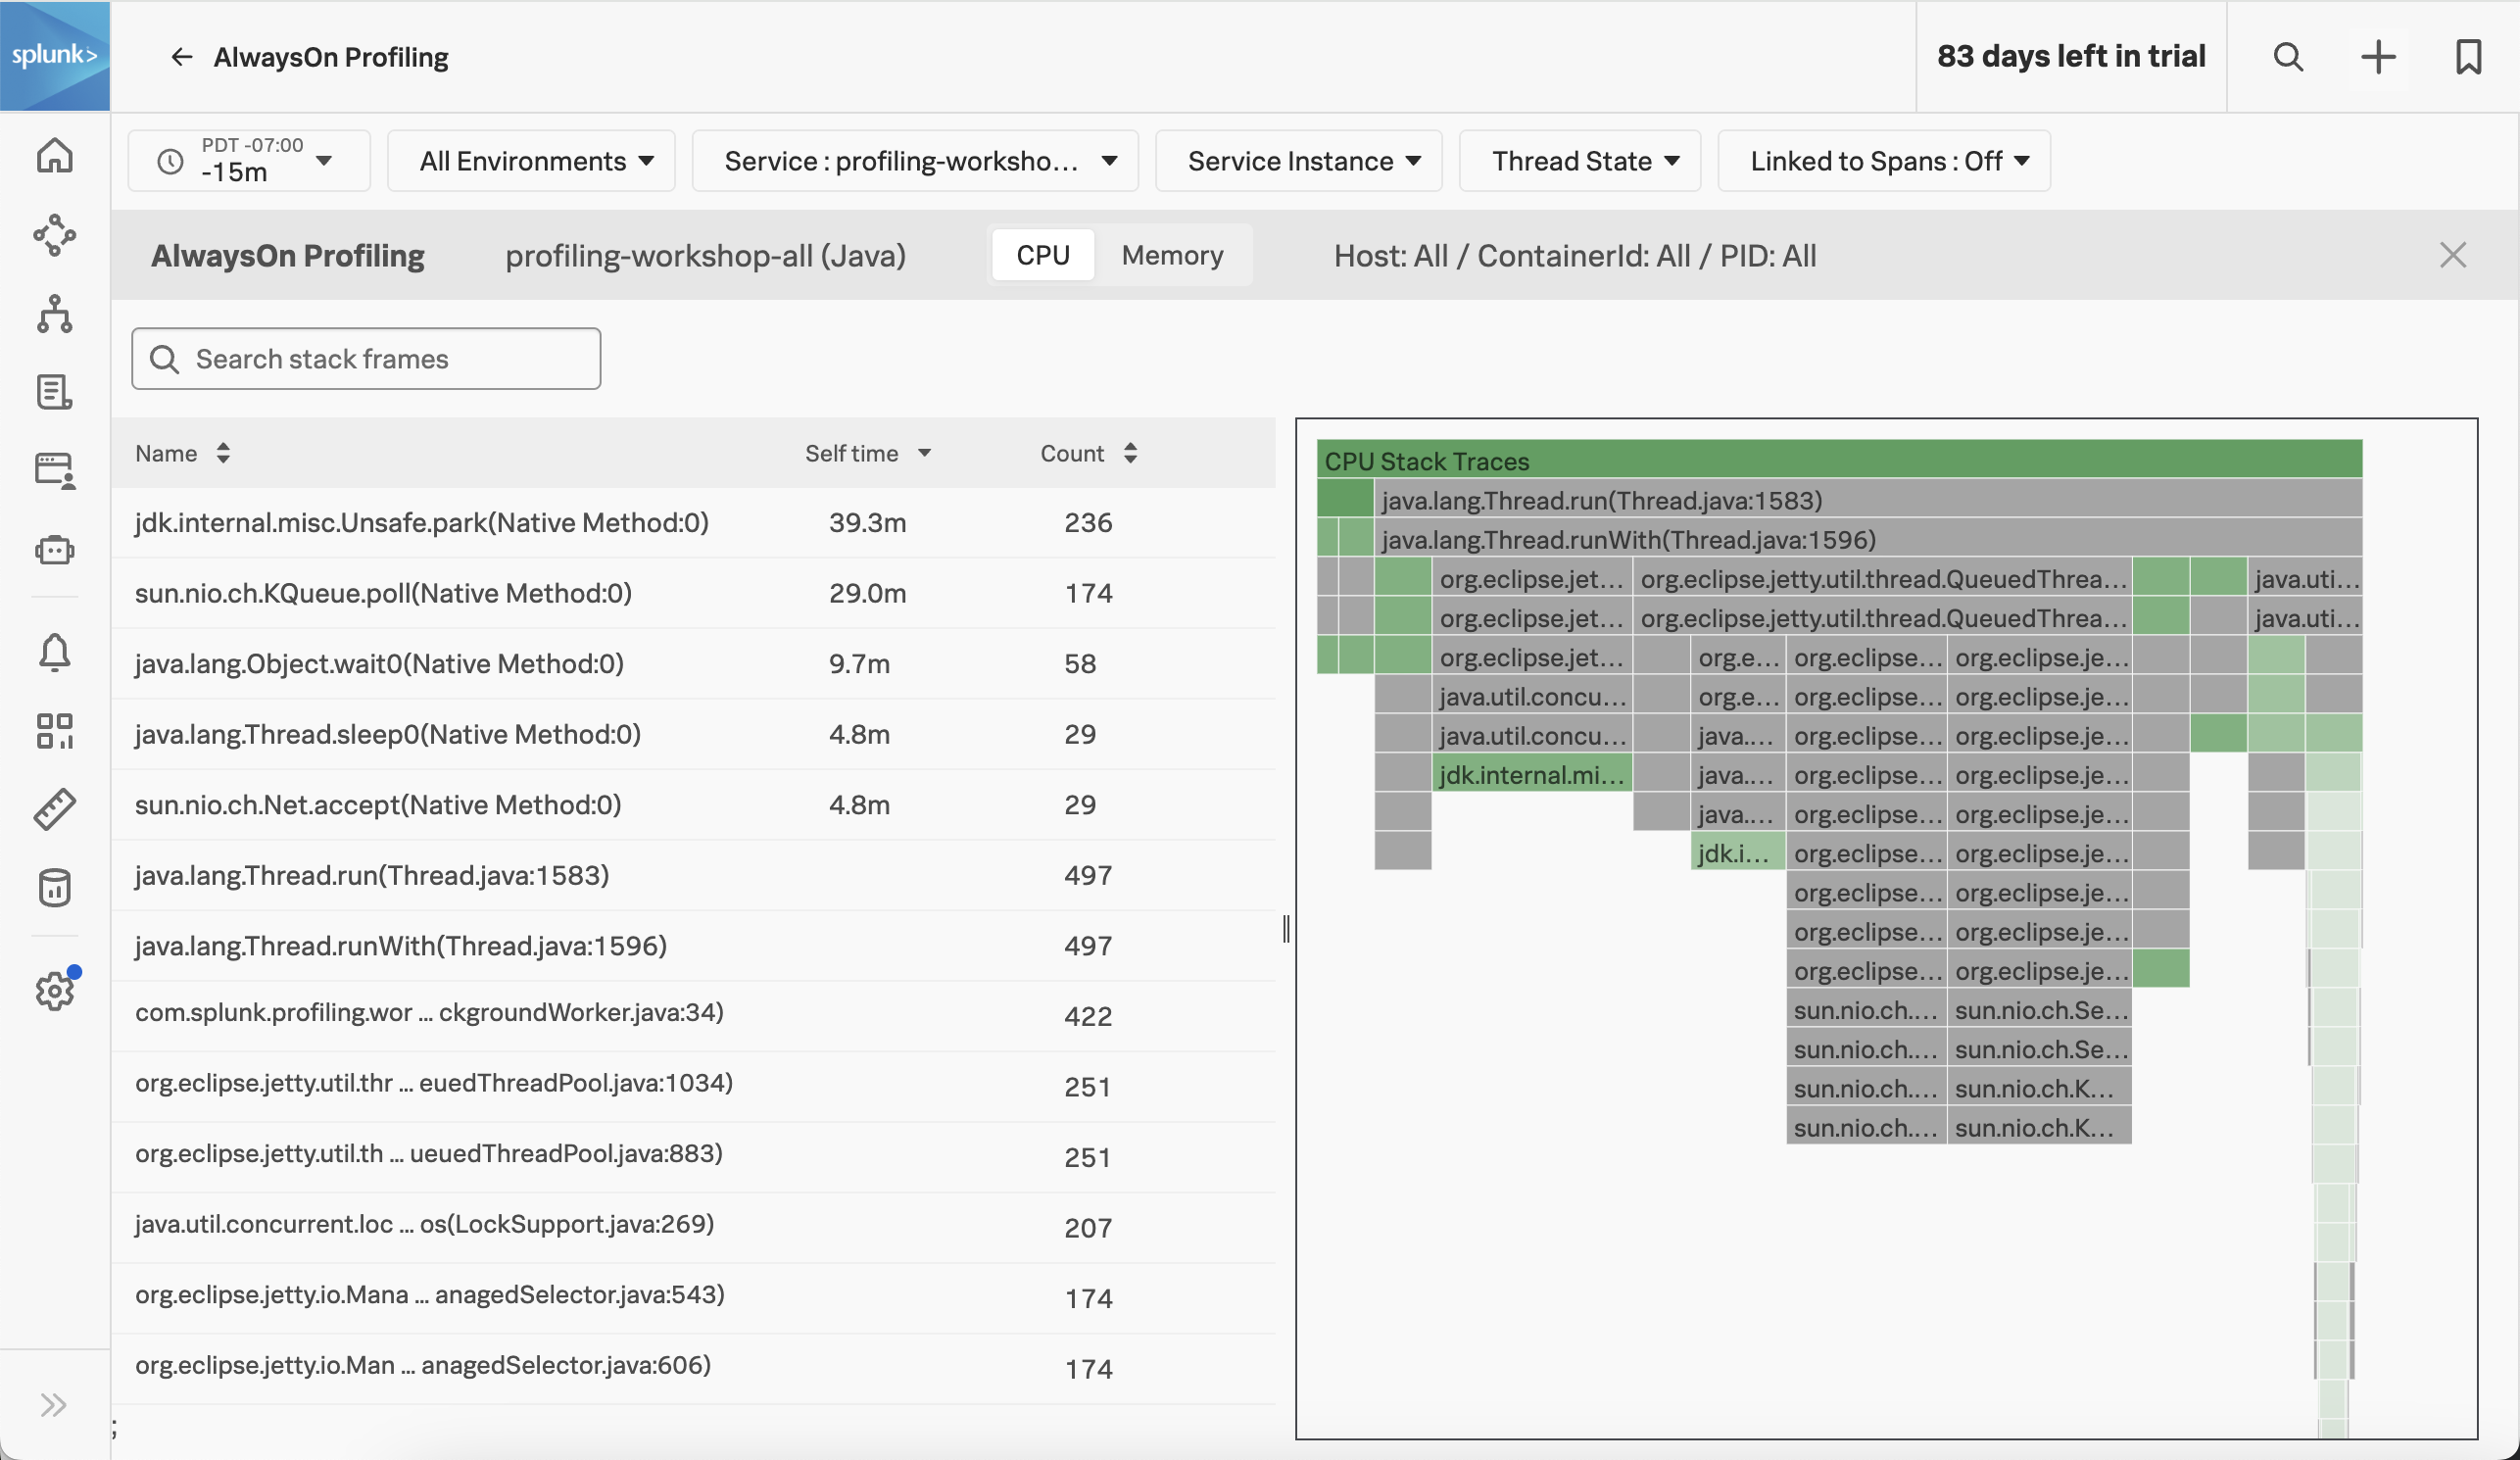 splunk>
AlwaysOn Profiling
83 days left in trial
PDT -07:00
-15m
All Environments
Service : profiling-worksho...
Service Instance
Thread State
Linked to Spans : Off
AlwaysOn Profiling
profiling-workshop-all (Java)
CPU
Memory
Host: All / ContainerId: All / PID: All
Search stack frames
Name Self time Count
jdk.internal.misc.Unsafe.park(Native Method:0) 39.3m 236
sun.nio.ch.KQueue.poll(Native Method:0) 29.0m 174
java.lang.Object.wait0(Native Method:0) 9.7m 58
java.lang.Thread.sleep0(Native Method:0) 4.8m 29
sun.nio.ch.Net.accept(Native Method:0) 4.8m 29
java.lang.Thread.run(Thread.java:1583) 497
java.lang.Thread.runWith(Thread.java:1596) 497
com.splunk.profiling.wor ... ckgroundWorker.java:34) 422
org.eclipse.jetty.util.thr ... euedThreadPool.java:1034) 251
org.eclipse.jetty.util.th ... ueuedThreadPool.java:883) 251
java.util.concurrent.loc ... os(LockSupport.java:269) 207
org.eclipse.jetty.io.Mana ... anagedSelector.java:543) 174
org.eclipse.jetty.io.Man ... anagedSelector.java:606) 174
;
CPU Stack Traces
java.lang.Thread.run(Thread.java:1583)
java.lang.Thread.runWith(Thread.java:1596)
org.eclipse.jet... org.eclipse.jetty.util.thread.QueuedThrea... java.uti...
org.eclipse.jet... org.eclipse.jetty.util.thread.QueuedThrea... java.uti...
org.eclipse.jet... org.e... org.eclipse... org.eclipse.je...
java.util.concu... org.e... org.eclipse... org.eclipse.je...
java.util.concu... java.... org.eclipse... org.eclipse.je...
jdk.internal.mi... java.... org.eclipse... org.eclipse.je...
java.... org.eclipse... org.eclipse.je...
jdk.i... org.eclipse... org.eclipse.je...
org.eclipse... org.eclipse.je...
org.eclipse... org.eclipse.je...
org.eclipse... org.eclipse.je...
sun.nio.ch.... sun.nio.ch.Se...
sun.nio.ch.... sun.nio.ch.Se...
sun.nio.ch.... sun.nio.ch.K...
sun.nio.ch.... sun.nio.ch.K...